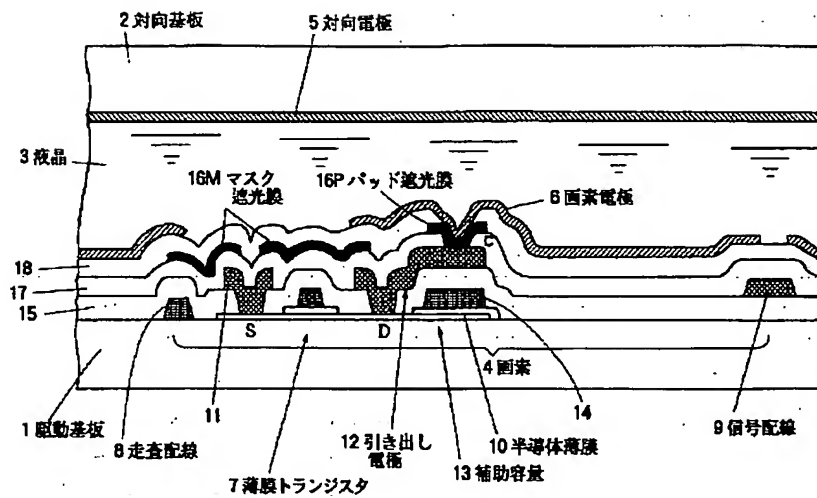 2 対向基板
5 対向電極
3 液晶
16M マスク
遮光膜
16P パッド遮光膜
6 画素電極
C
18
17
15
S
D
4 画素
11
14
1 駆動基板
8 走査配線
12 引き出し
電極
10 半導体薄膜
9 信号配線
13 補助容量
7 薄膜トランジスタ